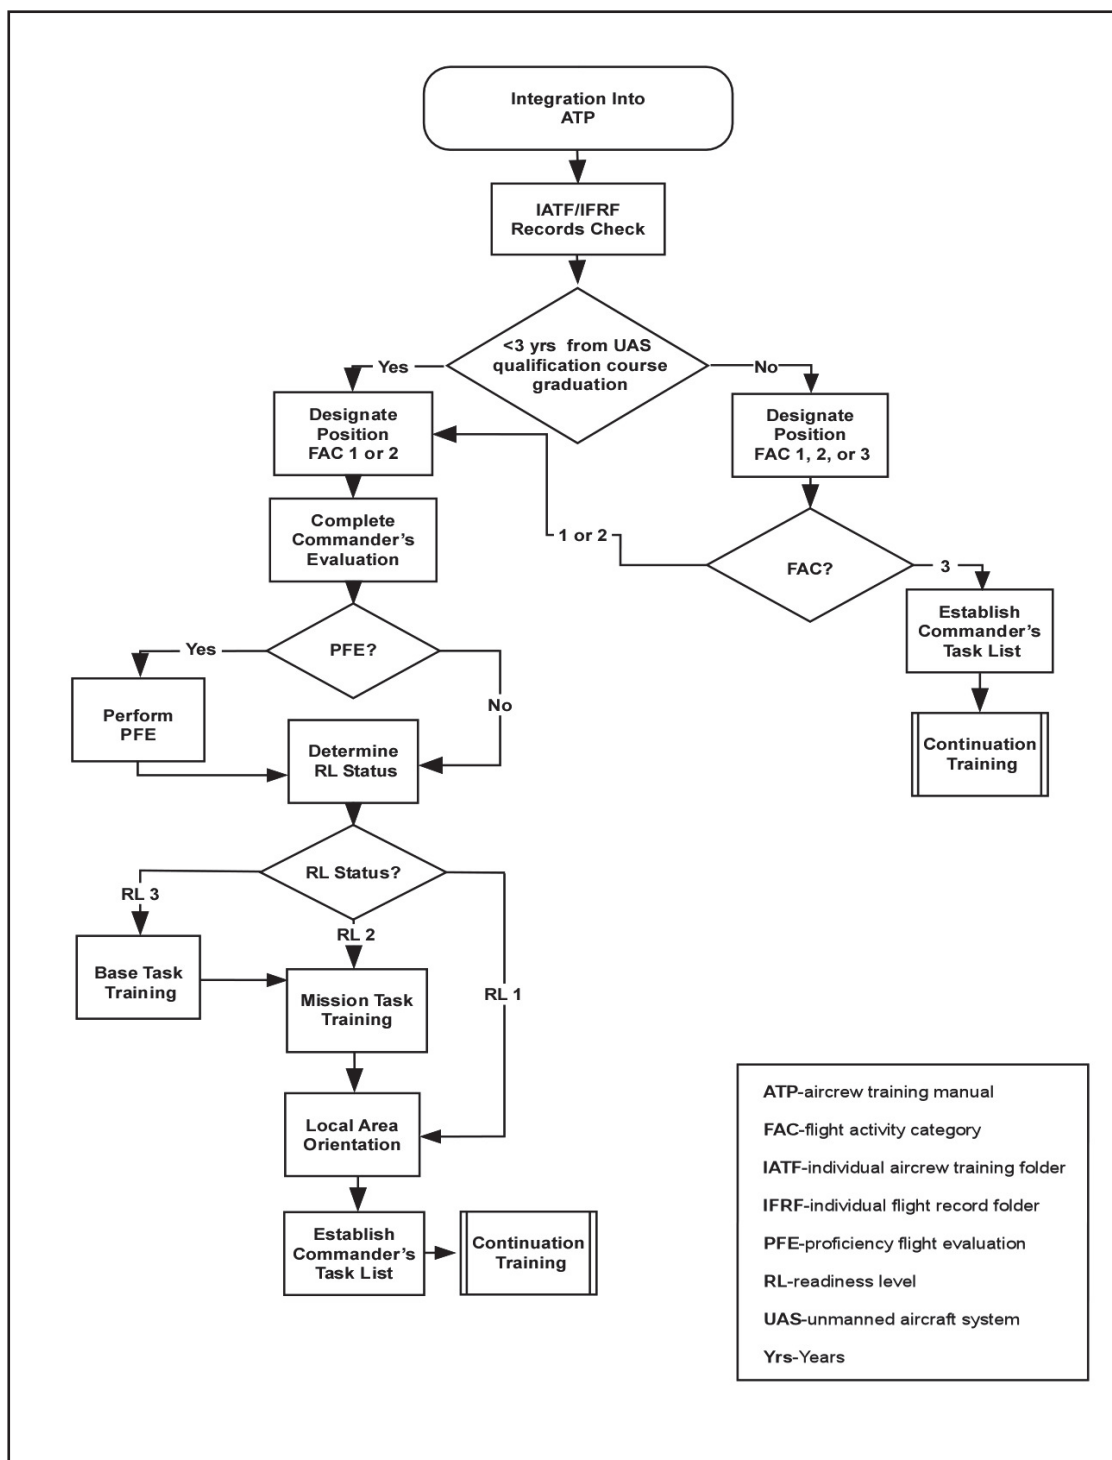 Integration Into
ATP
IATF/IFRF
Records Check
<3 yrs from UAS
qualification course
graduation
Yes
No
Designate
Position
FAC 1 or 2
Designate
Position
FAC 1, 2, or 3
Complete
Commander's
Evaluation
1 or 2
FAC?
3
Establish
Commander's
Task List
Continuation
Training
PFE?
Yes
No
Perform
PFE
Determine
RL Status
RL Status?
RL 3
RL 2
RL 1
Base Task
Training
Mission Task
Training
Local Area
Orientation
Establish
Commander's
Task List
Continuation
Training
ATP-aircrew training manual
FAC-flight activity category
IATF-individual aircrew training folder
IFRF-individual flight record folder
PFE-proficiency flight evaluation
RL-readiness level
UAS-unmanned aircraft system
Yrs-Years